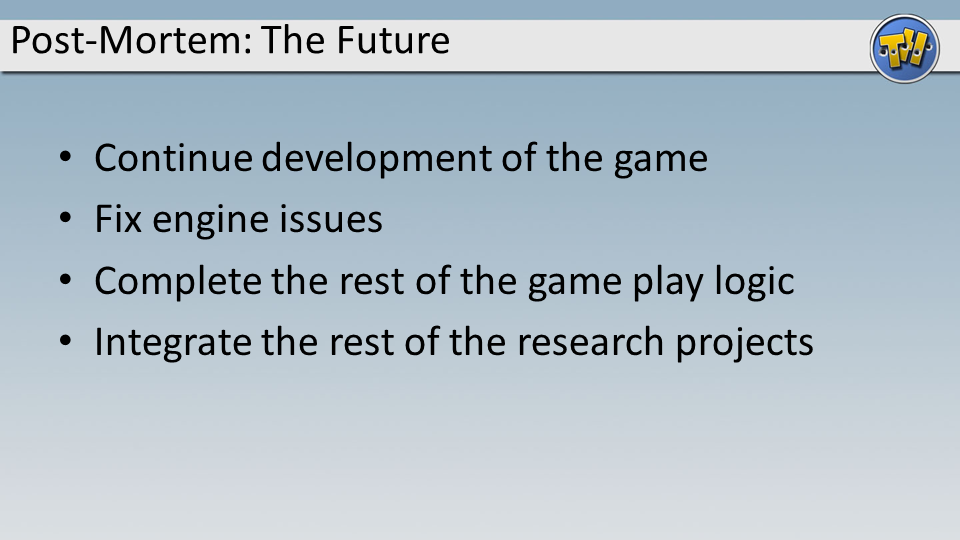 Post-Mortem: The Future
• Continue development of the game
• Fix engine issues
• Complete the rest of the game play logic
• Integrate the rest of the research projects